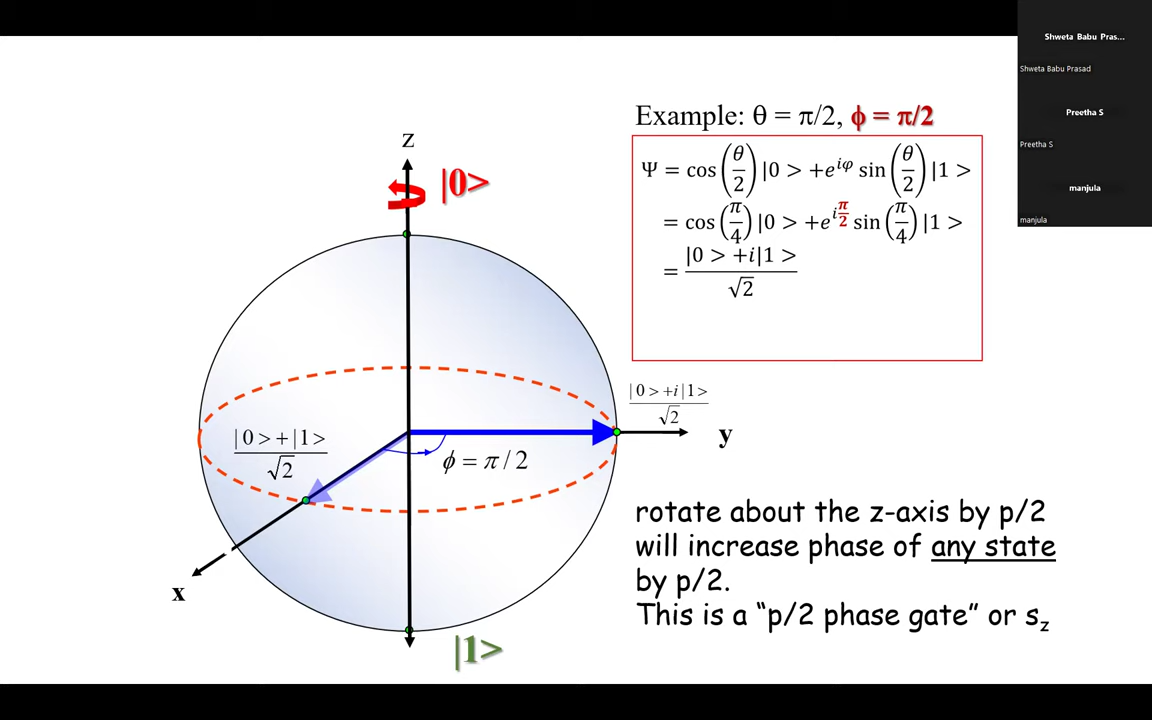 Shweta Babu Pras...
Shweta Babu Prasad
Preetha S
Preetha S
manjula
manjula
Example: θ = π/2, ϕ = π/2
Ψ = cos(θ/2)|0 > +e^{iφ} sin(θ/2)|1 >
= cos(π/4)|0 > +e^{iπ/2} sin(π/4)|1 >
= |0 > +i|1 > / √2
z
|0>
|0>+|1> / √2
ϕ = π / 2
|0>+i|1> / √2
y
x
|1>
rotate about the z-axis by p/2
will increase phase of any state
by p/2.
This is a “p/2 phase gate” or s_z